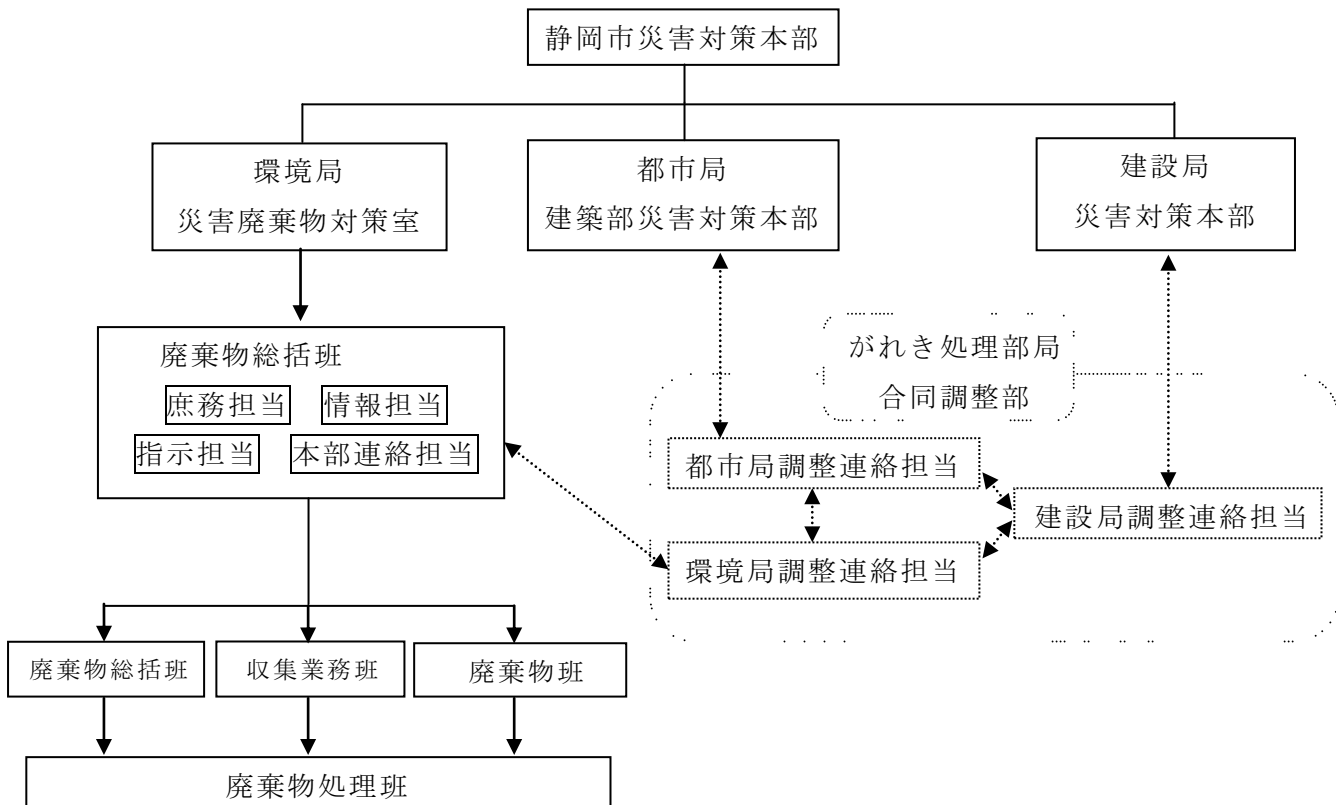 静岡市災害対策本部
環境局
災害廃棄物対策室
都市局
建築部災害対策本部
建設局
災害対策本部
廃棄物総括班
庶務担当
情報担当
指示担当
本部連絡担当
がれき処理部局
合同調整部
都市局調整連絡担当
建設局調整連絡担当
環境局調整連絡担当
廃棄物総括班
収集業務班
廃棄物班
廃棄物処理班